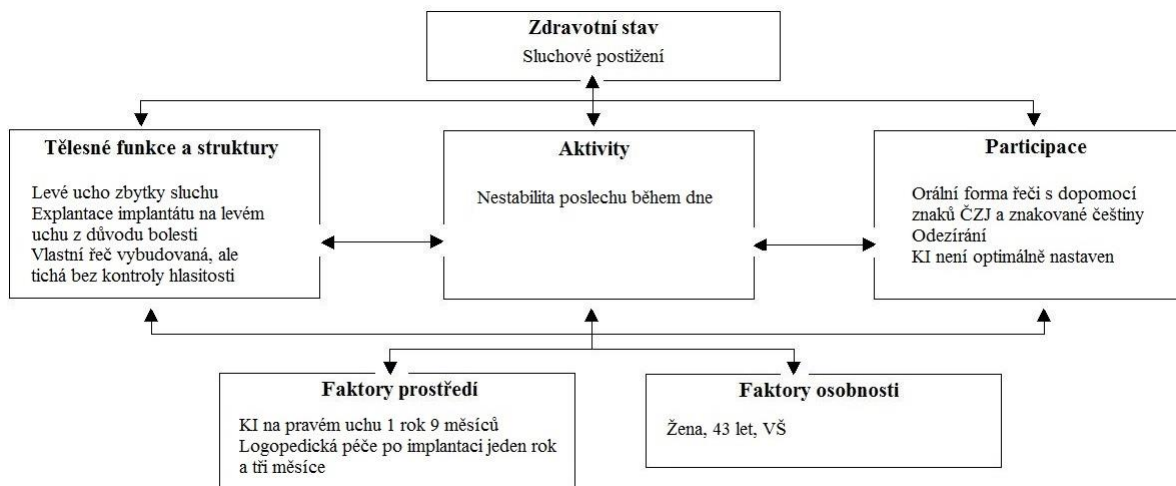 Zdravotní stav
Sluchové postižení
Tělesné funkce a struktury
Levé ucho zbytky sluchu
Explantace implantátu na levém
uchu z důvodu bolesti
Vlastní řeč vybudovaná, ale
tichá bez kontroly hlasitosti
Aktivity
Nestabilita poslechu během dne
Participace
Orální forma řeči s dopomocí
znaků ČZJ a znakované češtiny
Odezírání
KI není optimálně nastaven
Faktory prostředí
KI na pravém uchu 1 rok 9 měsíců
Logopedická péče po implantaci jeden rok
a tři měsíce
Faktory osobnosti
Žena, 43 let, VŠ